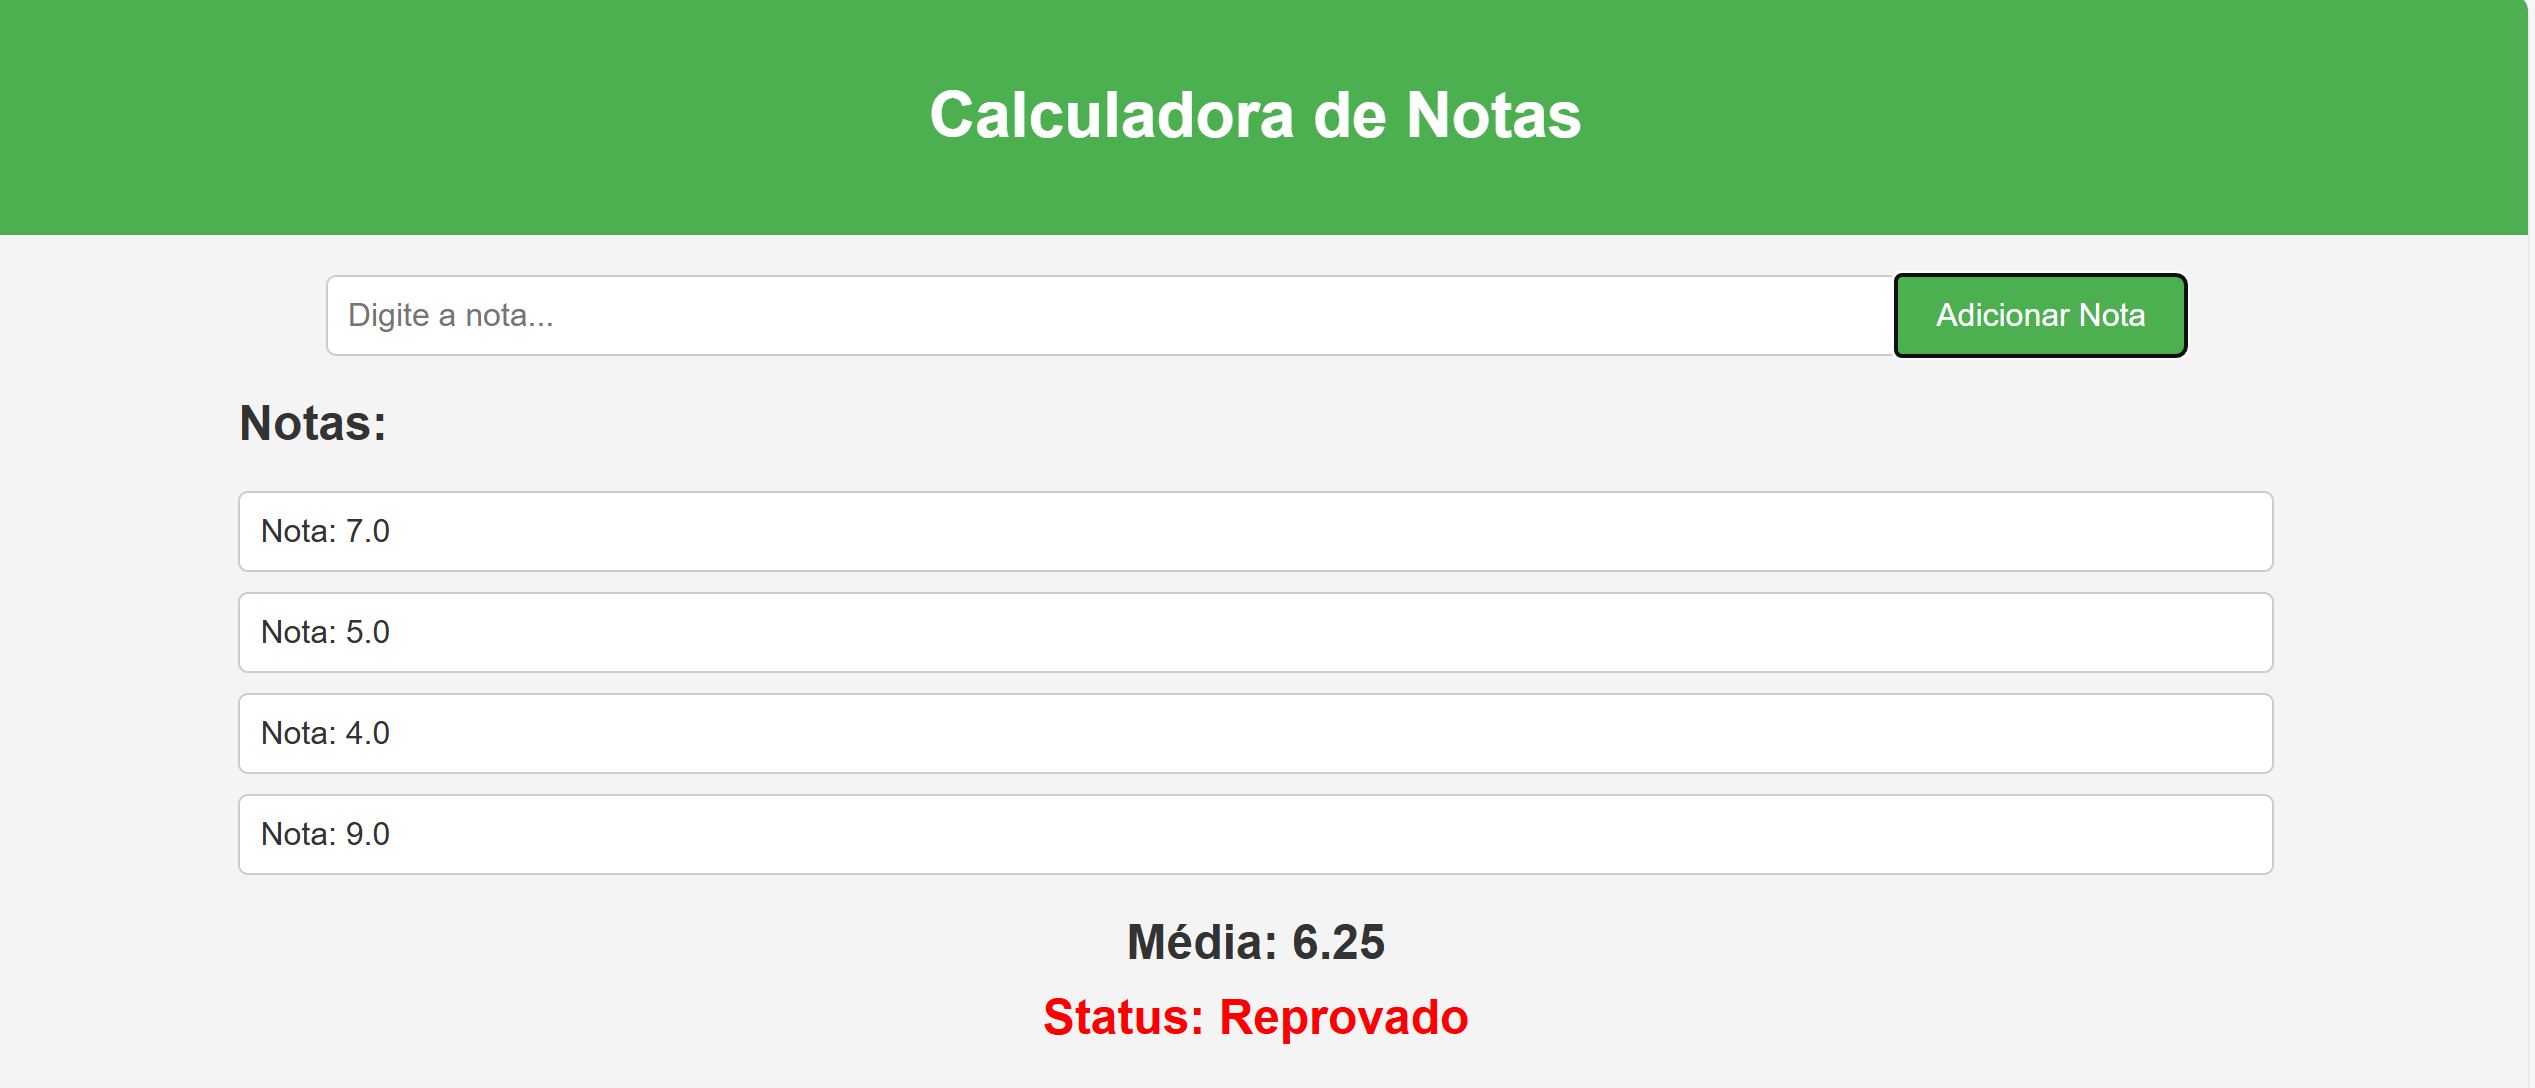 Calculadora de Notas
Digite a nota...
Adicionar Nota
Notas:
Nota: 7.0
Nota: 5.0
Nota: 4.0
Nota: 9.0
Média: 6.25
Status: Reprovado